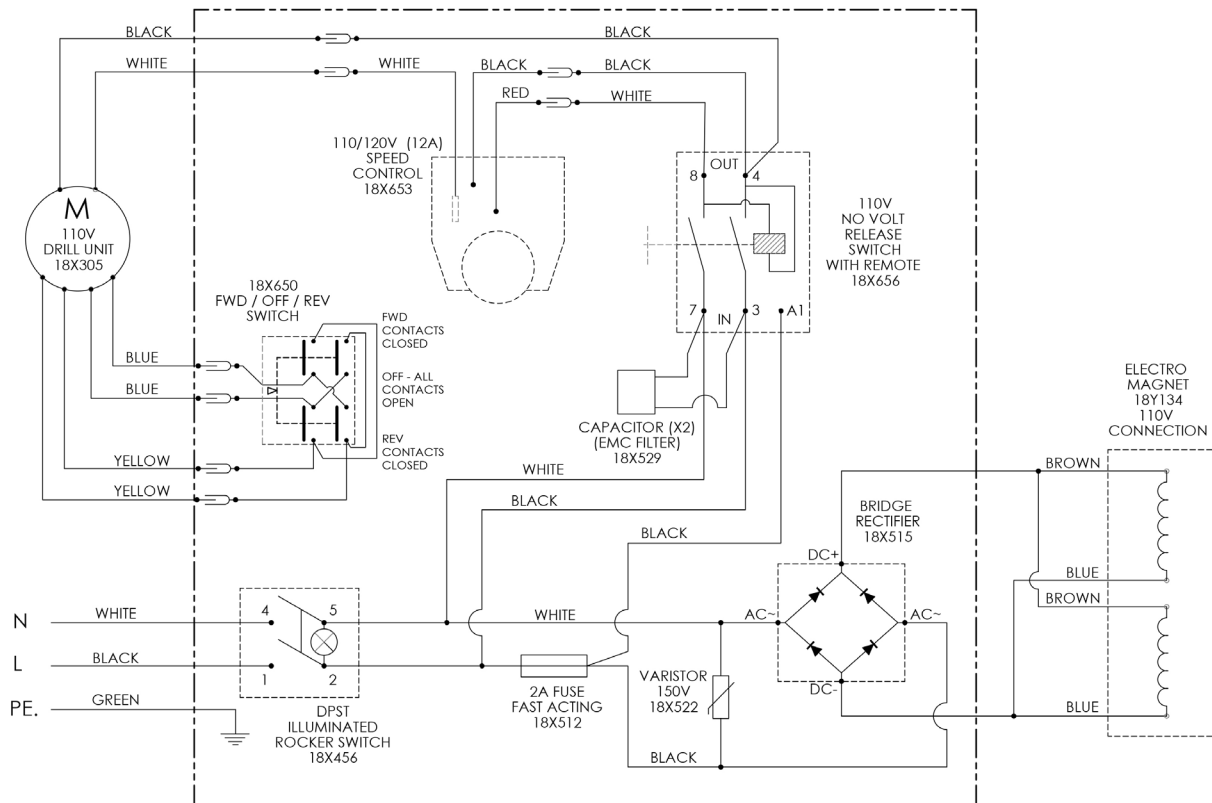 BLACK
BLACK
WHITE
WHITE
BLACK
BLACK
RED
WHITE
110/120V (12A)
SPEED
CONTROL
18X653
OUT
8
4
110V
NO VOLT
RELEASE
SWITCH
WITH REMOTE
18X656
7
IN
3
A1
M
110V
DRILL UNIT
18X305
18X650
FWD / OFF / REV
SWITCH
FWD
CONTACTS
CLOSED
OFF - ALL
CONTACTS
OPEN
REV
CONTACTS
CLOSED
BLUE
BLUE
YELLOW
YELLOW
CAPACITOR (X2)
(EMC FILTER)
18X529
WHITE
BLACK
BLACK
ELECTRO
MAGNET
18Y134
110V
CONNECTION
BROWN
BLUE
BROWN
BLUE
BRIDGE
RECTIFIER
18X515
DC+
AC~
AC~
DC-
N
WHITE
4
5
WHITE
L
BLACK
1
2
PE.
GREEN
DPST
ILLUMINATED
ROCKER SWITCH
18X456
2A FUSE
FAST ACTING
18X512
VARISTOR
150V
18X522
BLACK